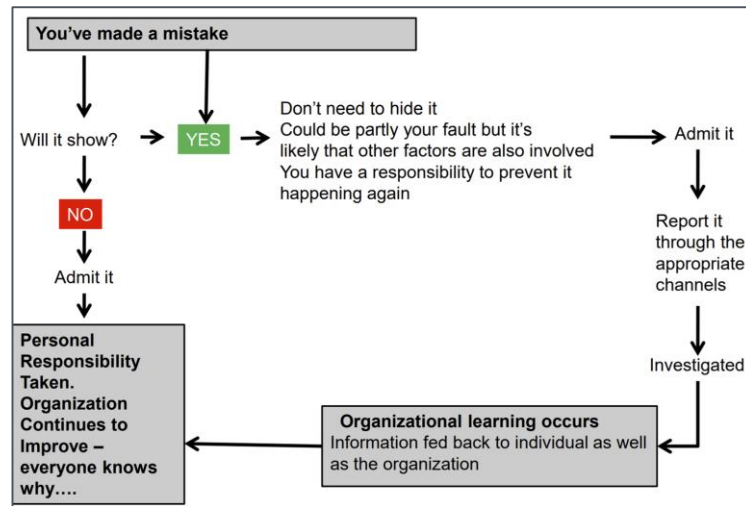 You've made a mistake
Will it show?
YES
Don't need to hide it
Could be partly your fault but it's
likely that other factors are also involved
You have a responsibility to prevent it
happening again
Admit it
NO
Report it
through the
appropriate
channels
Admit it
Personal
Responsibility
Taken.
Organization
Continues to
Improve –
everyone knows
why….
Investigated
Organizational learning occurs
Information fed back to individual as well
as the organization